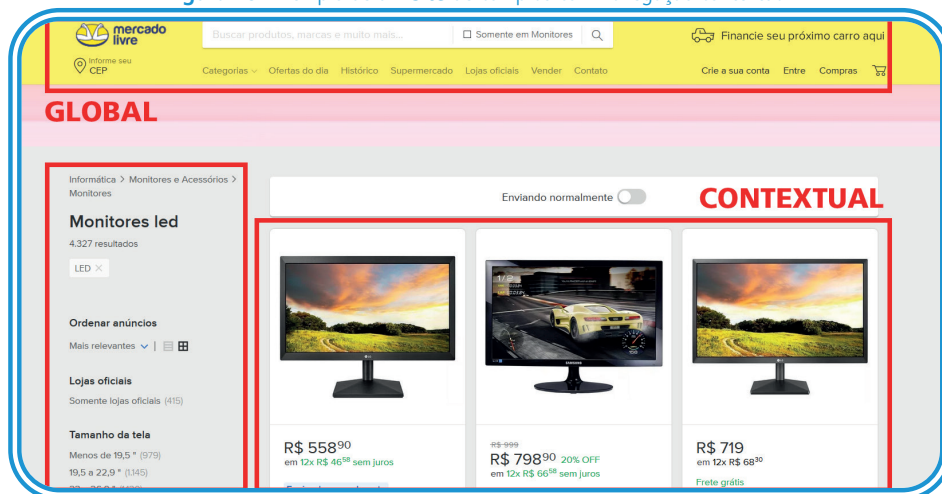 mercado
livre
Buscar produtos, marcas e muito mais...
Somente em Monitores
Financie seu próximo carro aqui
Informe seu
CEP
Categorias
Ofertas do dia
Histórico
Supermercado
Lojas oficiais
Vender
Contato
Crie a sua conta
Entre
Compras
GLOBAL
Informática > Monitores e Acessórios >
Monitores
Monitores led
4.327 resultados
LED ×
Enviando normalmente
CONTEXTUAL
Ordenar anúncios
Mais relevantes
Lojas oficiais
Somente lojas oficiais (415)
Tamanho da tela
Menos de 19,5 " (979)
19,5 a 22,9 " (1.145)
LG
SAMSUNG
LG
R$ 558 90
em 12x R$ 46 58 sem juros
R$ 999
R$ 798 90 20% OFF
em 12x R$ 66 58 sem juros
R$ 719
em 12x R$ 68 30
Frete grátis